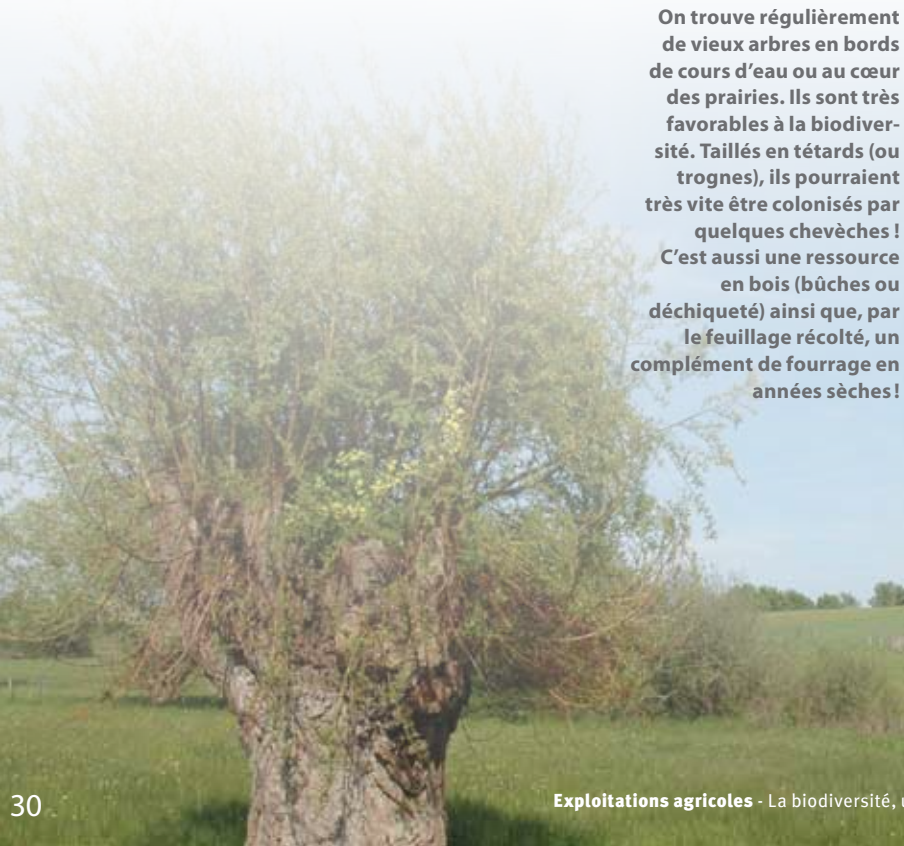 On trouve régulièrement
de vieux arbres en bords
de cours d’eau ou au cœur
des prairies. Ils sont très
favorables à la biodiver-
sité. Taillés en tétards (ou
trognes), ils pourraient
très vite être colonisés par
quelques chevèches !
C’est aussi une ressource
en bois (bûches ou
déchiqueté) ainsi que, par
le feuillage récolté, un
complément de fourrage en
années sèches !
30
Exploitations agricoles - La biodiversité,